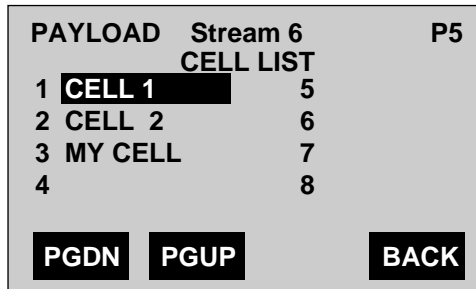 PAYLOAD Stream 6 P5
CELL LIST
1 CELL 1 5
2 CELL 2 6
3 MY CELL 7
4 8
PGDN PGUP BACK